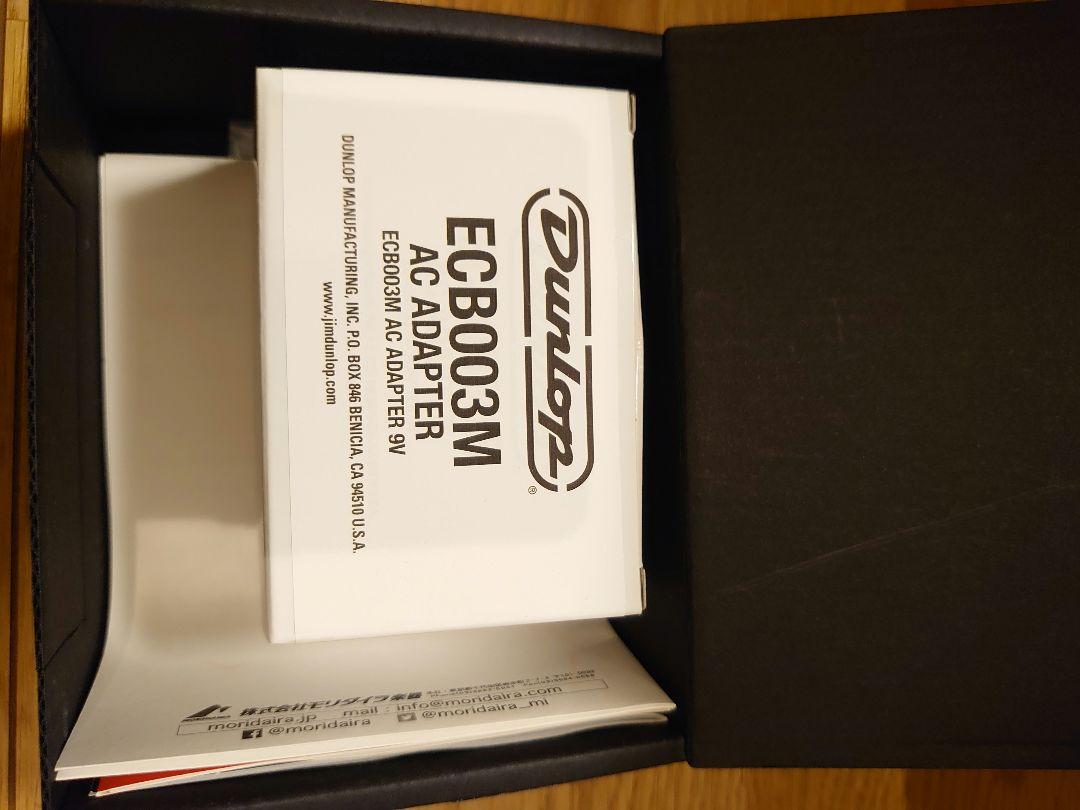 Dunlop®
ECB003M
AC ADAPTER
ECB003M AC ADAPTER 9V
DUNLOP MANUFACTURING, INC. P.O. BOX 846 BENICIA, CA 94510 U.S.A.
www.jimdunlop.com
株式会社モリダイラ楽器
moridaira.jp mail : info@moridaira.com
@moridaira @moridaira_mi